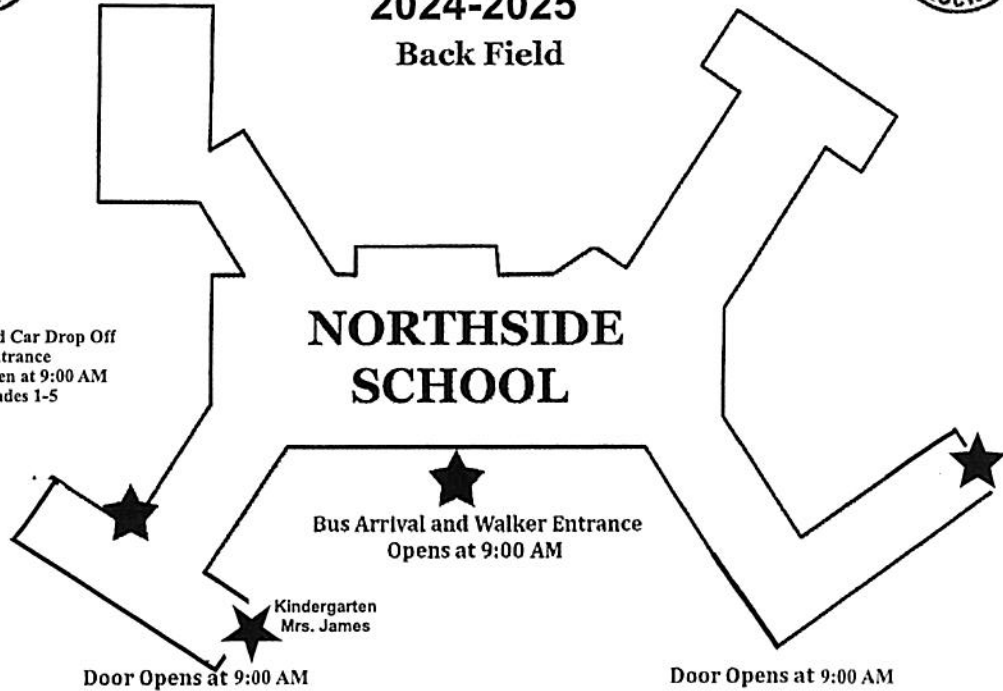 2024-2025
Back Field
NORTHSIDE
SCHOOL
Car Drop Off
at 9:00 AM
1-5
Bus Arrival and Walker Entrance
Opens at 9:00 AM
Kindergarten
Mrs. James
Door Opens at 9:00 AM
Door Opens at 9:00 AM